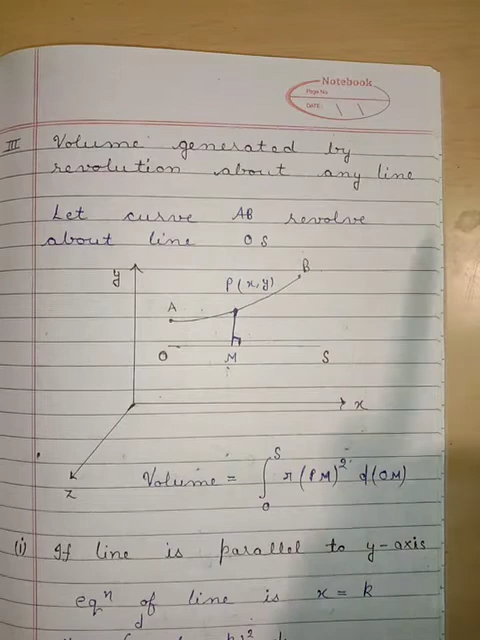 Notebook
Page No.
DATE:
III Volume generated by
revolution about any line
Let curve AB revolve
about line OS
y
B
P(x,y)
A
O M S
x
z
Volume = ∫₀ˢ π (PM)² d(OM)
(i) If line is parallel to y-axis
eqⁿ of line is x = k
d